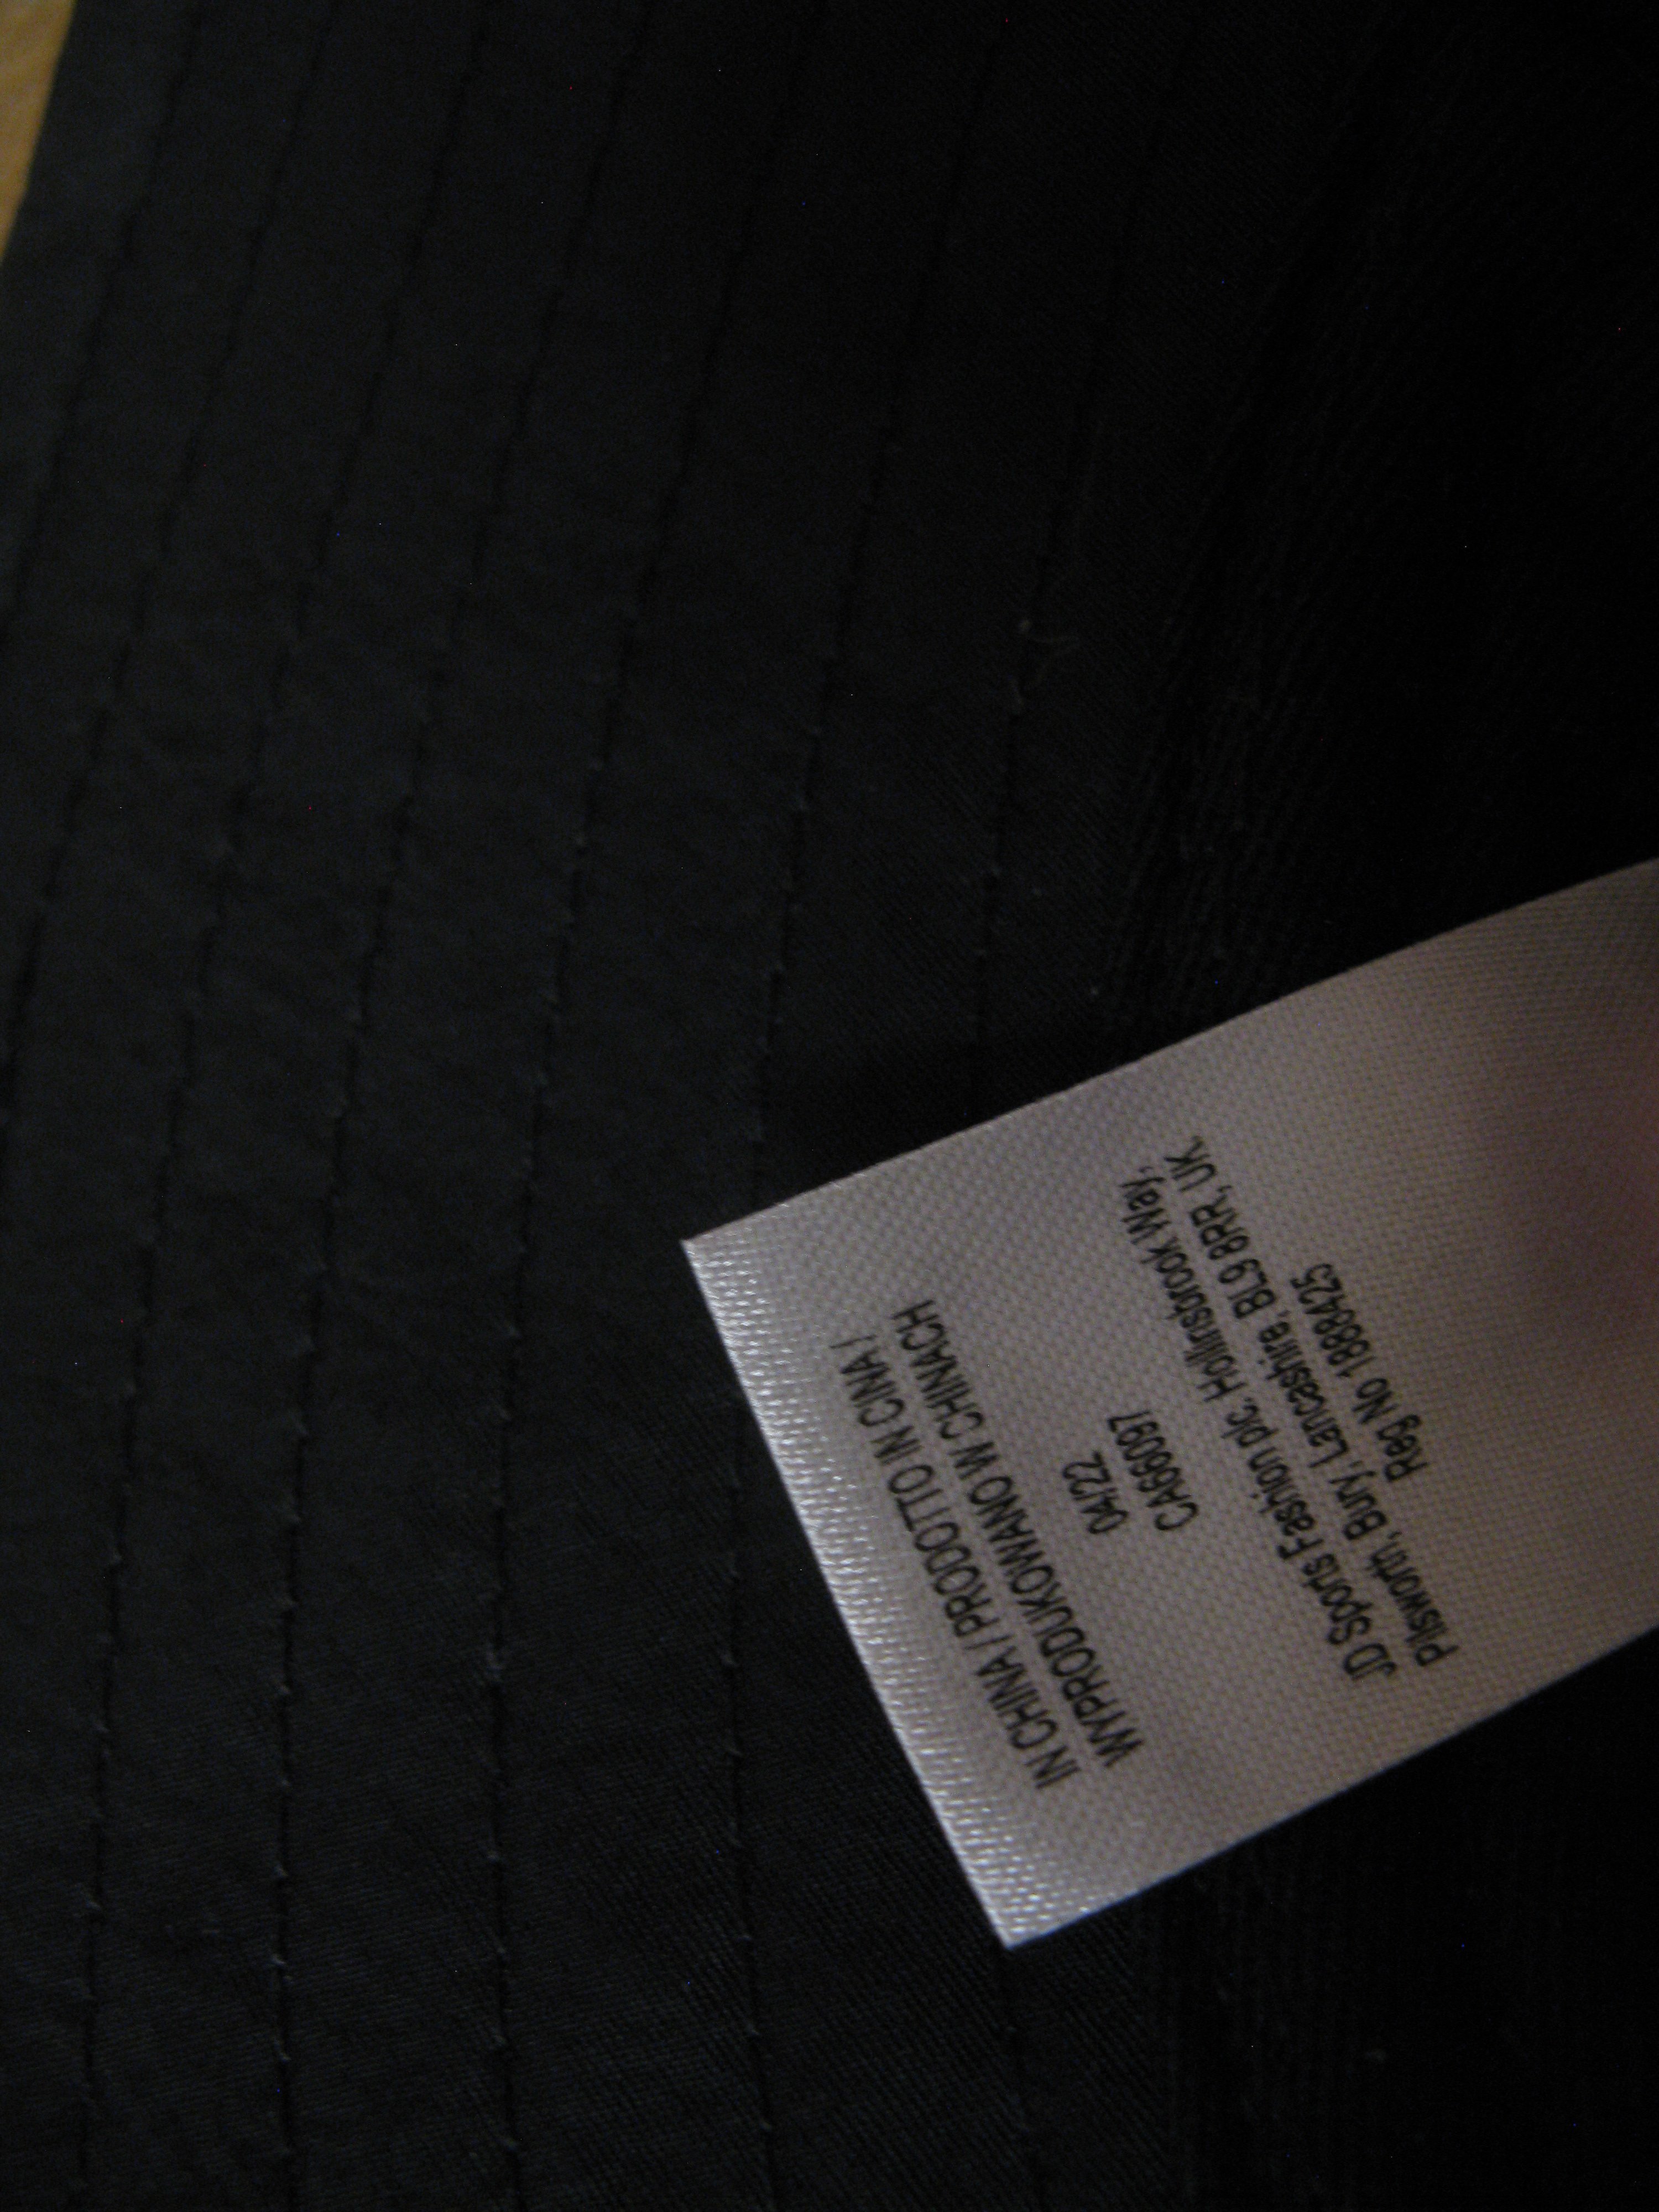 IN CHINA / PRODOTTO IN CINA /
WYPRODUKOWANO W CHINACH
04/22
CA66097
JD Sports Fashion plc, Hollinsbrook Way,
Pilsworth, Bury, Lancashire, BL9 8RR, UK.
Reg No 1888425